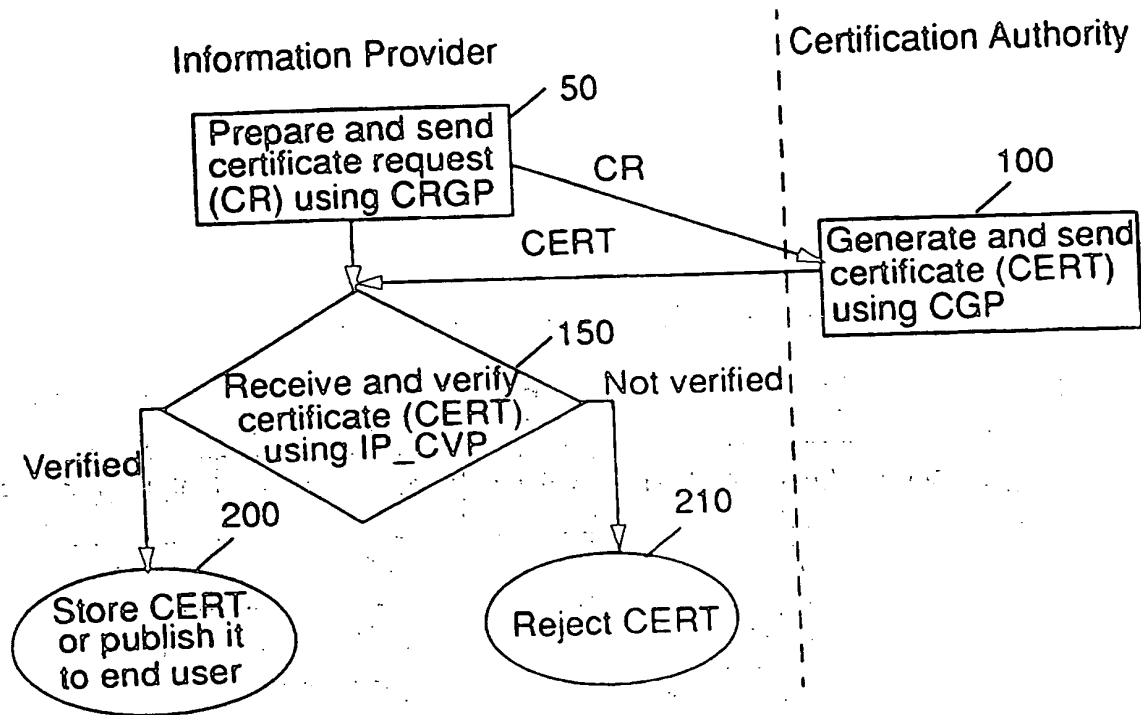 Information Provider
Certification Authority
50
Prepare and send
certificate request
(CR) using CRGP
CR
100
CERT
Generate and send
certificate (CERT)
using CGP
150
Receive and verify
certificate (CERT)
using IP_CVP
Not verified
Verified
200
210
Store CERT
or publish it
to end user
Reject CERT